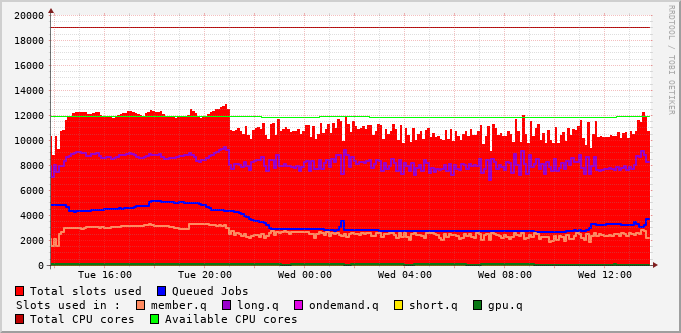 20000
18000
16000
14000
12000
10000
8000
6000
4000
2000
0
Tue 16:00 Tue 20:00 Wed 00:00 Wed 04:00 Wed 08:00 Wed 12:00
RRDTOOL / TOBI OETIKER
Total slots used Queued Jobs
Slots used in : member.q long.q ondemand.q short.q gpu.q
Total CPU cores Available CPU cores